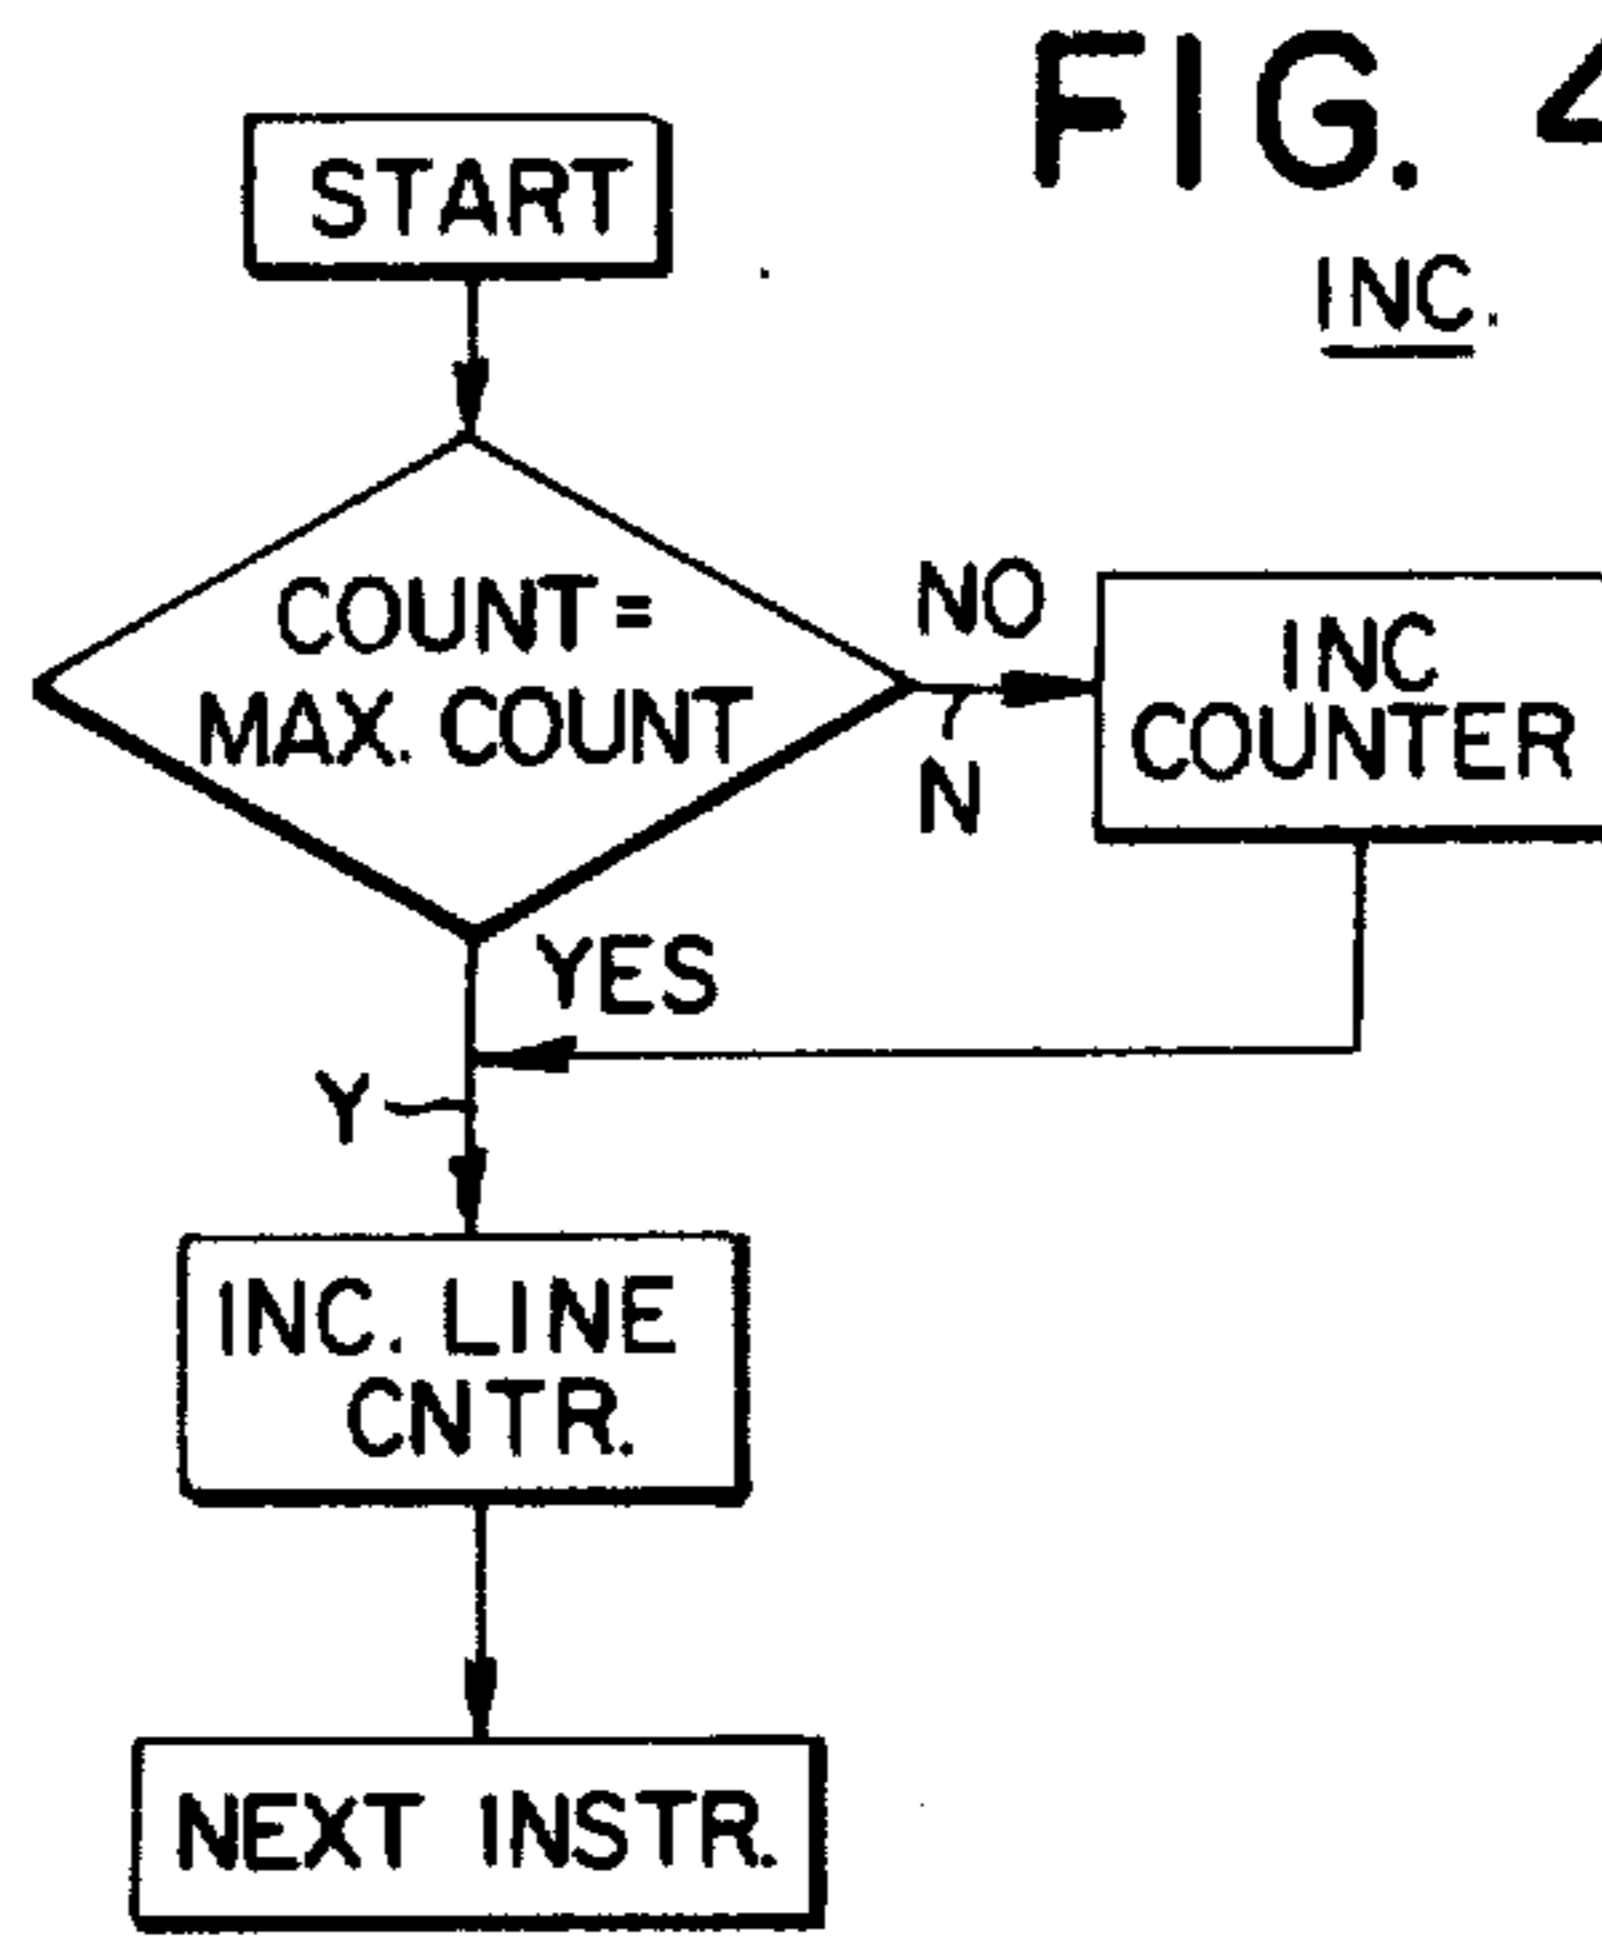 FIG. 4
INC.
START
COUNT =
MAX. COUNT
NO
N
INC
COUNTER
YES
Y
INC. LINE
CNTR.
NEXT INSTR.